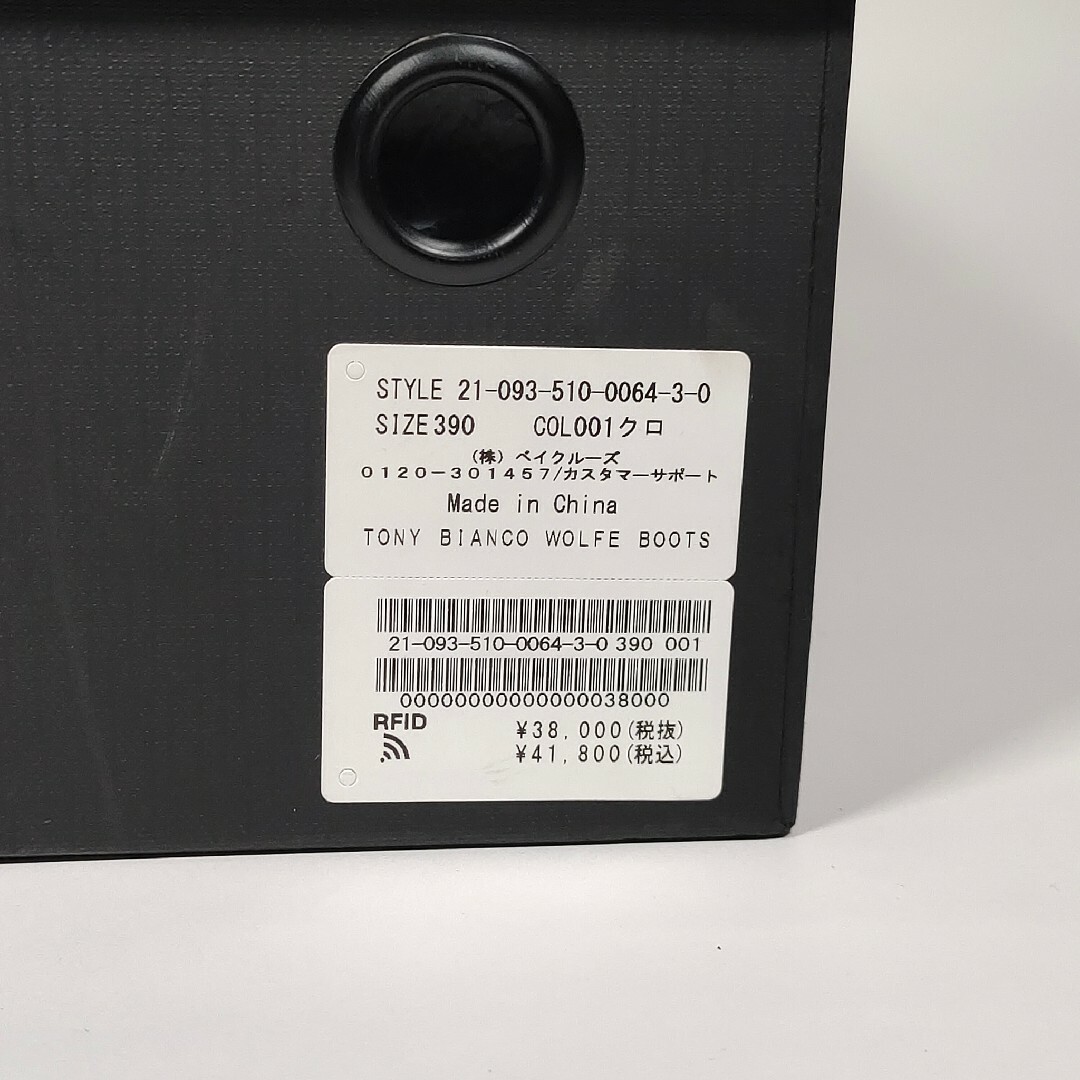 STYLE 21-093-510-0064-3-0
SIZE390 COL001クロ
(株) ベイクルーズ
0120-301457/カスタマーサポート
Made in China
TONY BIANCO WOLFE BOOTS
21-093-510-0064-3-0 390 001
00000000000000038000
RFID
¥38,000(税抜)
¥41,800(税込)